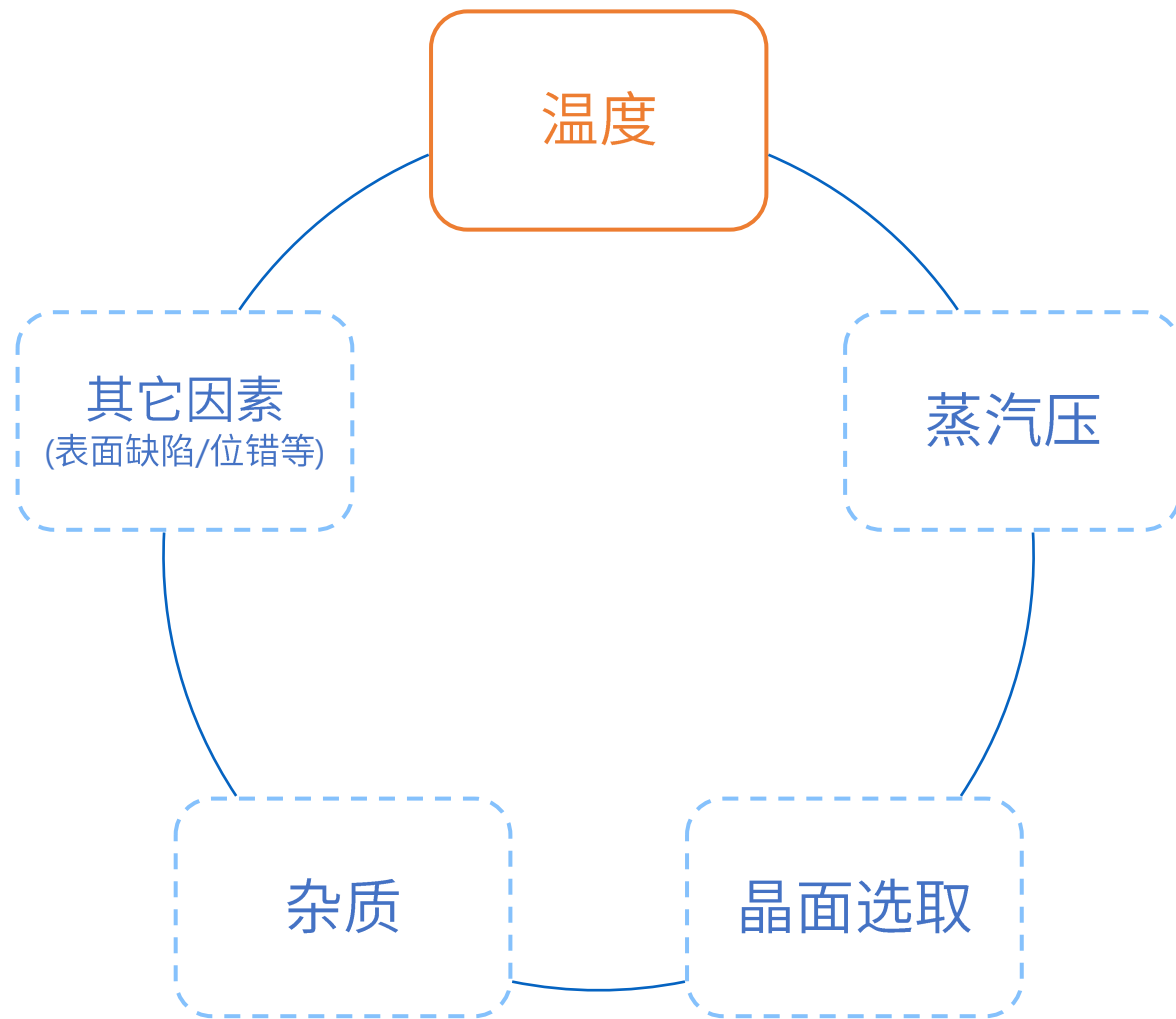 温度
其它因素
(表面缺陷/位错等)
蒸汽压
杂质
晶面选取